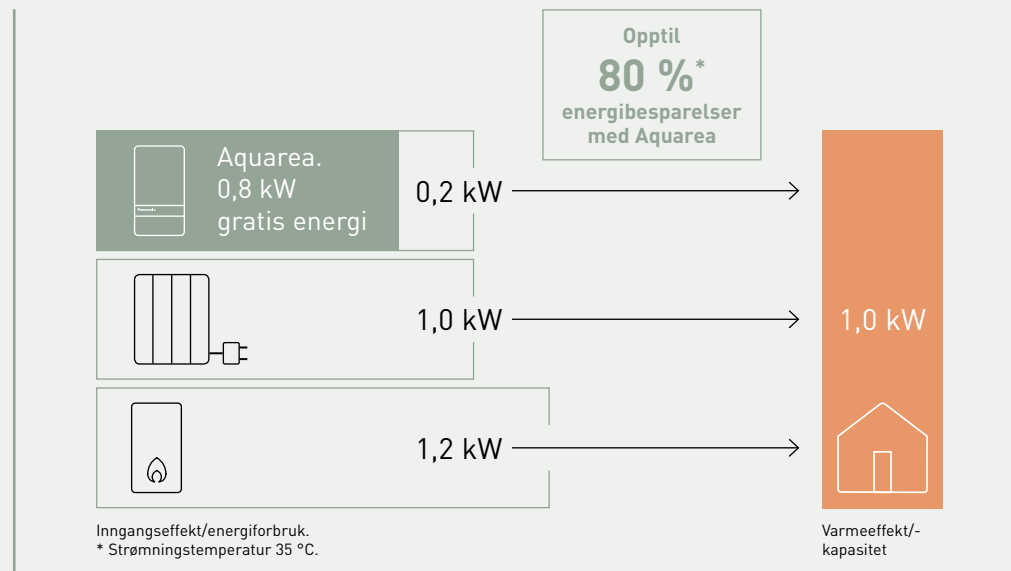 Opptil
80 %*
energibesparelser
med Aquarea
Aquarea.
0,8 kW
gratis energi
0,2 kW
1,0 kW
1,0 kW
1,2 kW
Inngangseffekt/energiforbruk.
* Strømningstemperatur 35 °C.
Varmeeffekt/-
kapasitet